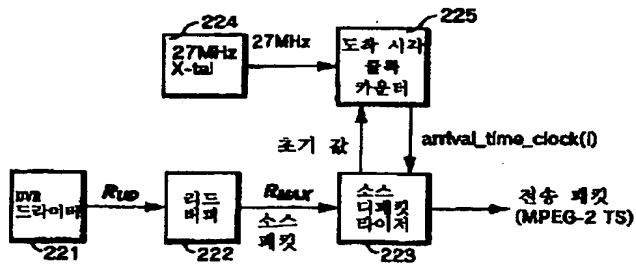 224
27MHz
X-tal
27MHz
225
도착 시각
클록
카운터
초기 값
arrival_time_clock(i)
DVR
드라이버
221
RUD
리드
버퍼
222
RMAX
소스
패킷
소스
디패킷
타이저
223
전송 패킷
(MPEG-2 TS)